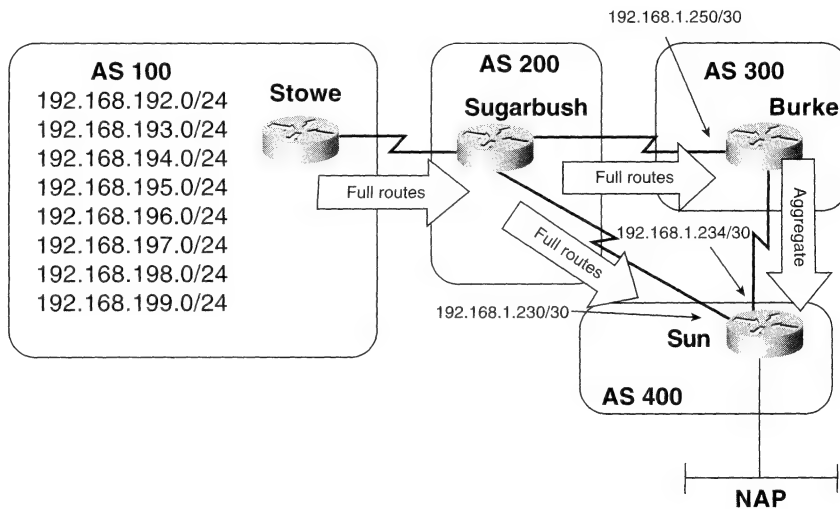 192.168.1.250/30
AS 100
192.168.192.0/24
192.168.193.0/24
192.168.194.0/24
192.168.195.0/24
192.168.196.0/24
192.168.197.0/24
192.168.198.0/24
192.168.199.0/24
Stowe
Full routes
AS 200
Sugarbush
Full routes
Full routes
AS 300
Burke
Aggregate
192.168.1.234/30
192.168.1.230/30
Sun
AS 400
NAP